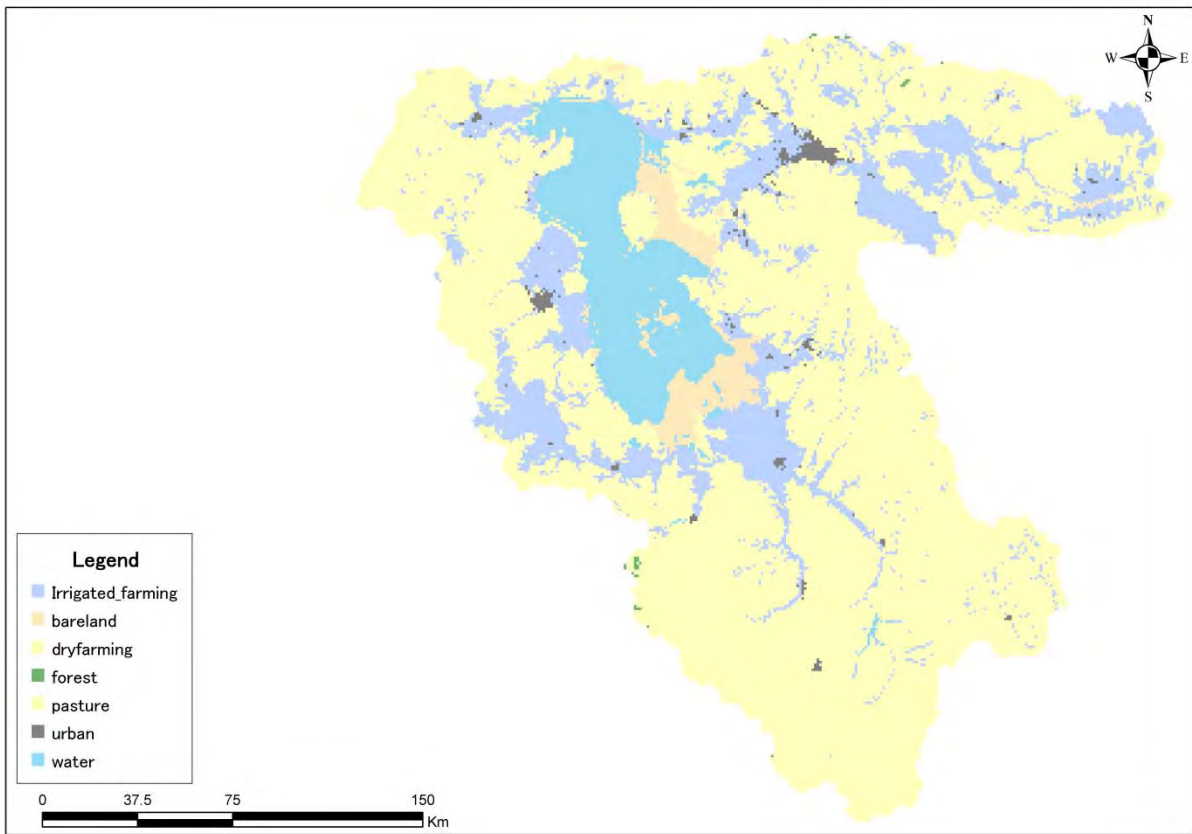 N
W E
S
Legend
Irrigated_farming
bareland
dryfarming
forest
pasture
urban
water
0 37.5 75 150
Km